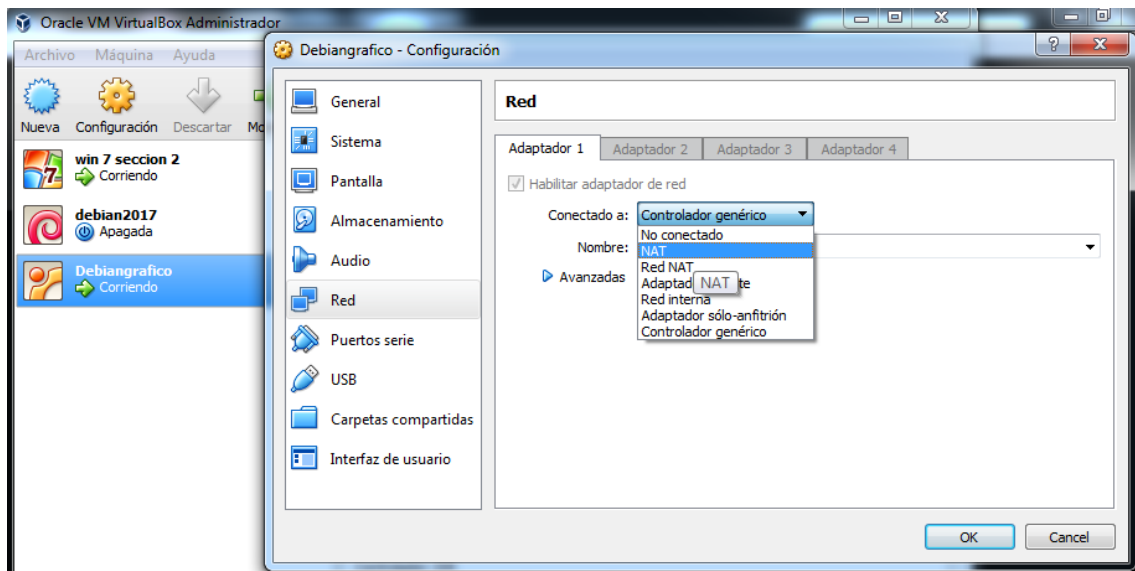 Oracle VM VirtualBox Administrador
Archivo Máquina Ayuda
Nueva Configuración Descartar
win 7 seccion 2
Corriendo
debian2017
Apagada
Debiangrafico
Corriendo
Debiangrafico - Configuración
General
Sistema
Pantalla
Almacenamiento
Audio
Red
Puertos serie
USB
Carpetas compartidas
Interfaz de usuario
Red
Adaptador 1 Adaptador 2 Adaptador 3 Adaptador 4
Habilitar adaptador de red
Conectado a: Controlador genérico
No conectado
Nombre: NAT
Red NAT
Avanzadas
Adaptad NAT te
Red interna
Adaptador sólo-anfitrión
Controlador genérico
OK Cancel